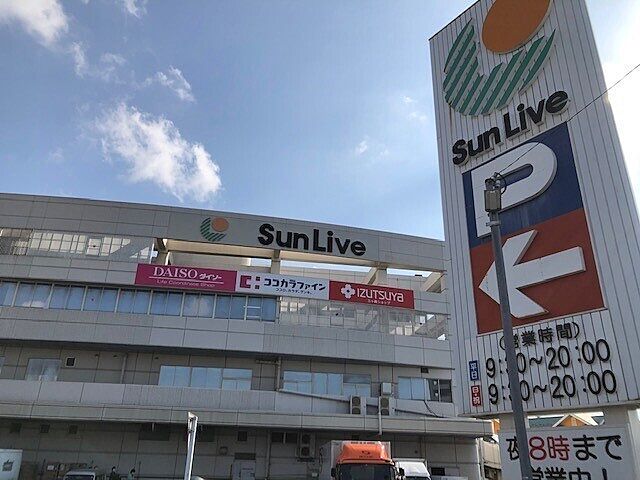 Sun Live
DAISO ダイソー
Life Coordinate Shop
ココカラファイン
IZUTSUYA
Sun Live
P
(営業時間)
平日 9:30~20:00
日・祝 9:30~20:00
夜8時まで
営業中!